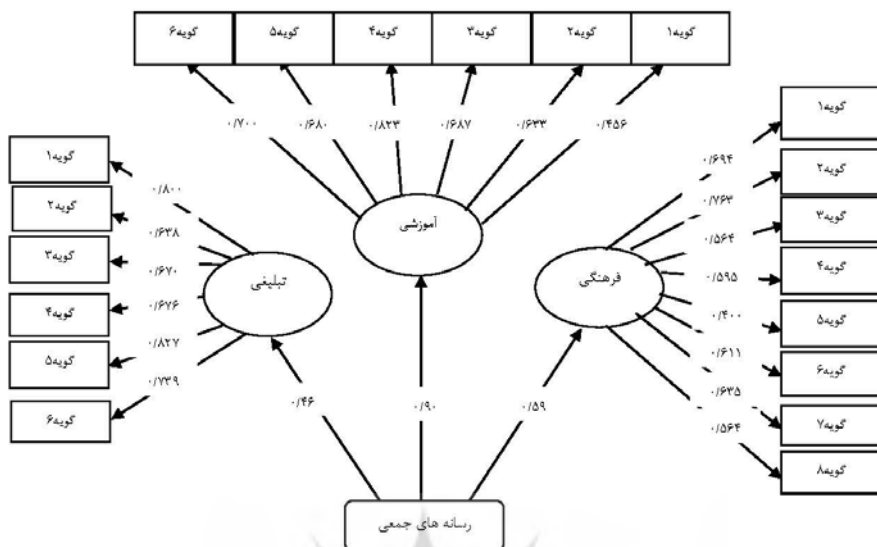 گویه۱ گویه۲ گویه۳ گویه۴ گویه۵ گویه۶
۰/۴۵۶ ۰/۶۳۳ ۰/۶۸۷ ۰/۸۲۳ ۰/۶۸۰ ۰/۷۰۰
آموزشی
گویه۱
گویه۲
گویه۳
گویه۴
گویه۵
گویه۶
گویه۷
گویه۸
۰/۶۹۴
۰/۷۶۳
۰/۵۶۴
۰/۵۹۵
۰/۴۰۰
۰/۶۱۱
۰/۶۳۵
۰/۵۶۴
فرهنگی
گویه۱
گویه۲
گویه۳
گویه۴
گویه۵
گویه۶
۰/۸۰۰
۰/۶۳۸
۰/۶۷۰
۰/۶۷۶
۰/۸۲۷
۰/۷۳۹
تبلیغی
۰/۵۹ ۰/۹۰ ۰/۴۶
رسانه های جمعی